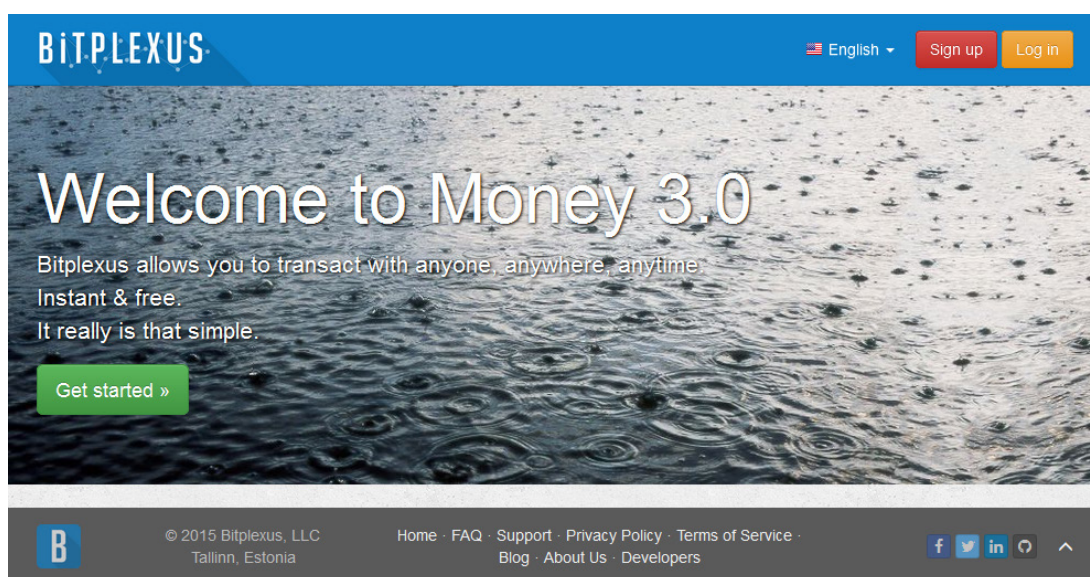 BiTPLEXUS
English
Sign up
Log in
Welcome to Money 3.0
Bitplexus allows you to transact with anyone, anywhere, anytime.
Instant & free.
It really is that simple.
Get started »
B
© 2015 Bitplexus, LLC
Tallinn, Estonia
Home · FAQ · Support · Privacy Policy · Terms of Service ·
Blog · About Us · Developers
f
in